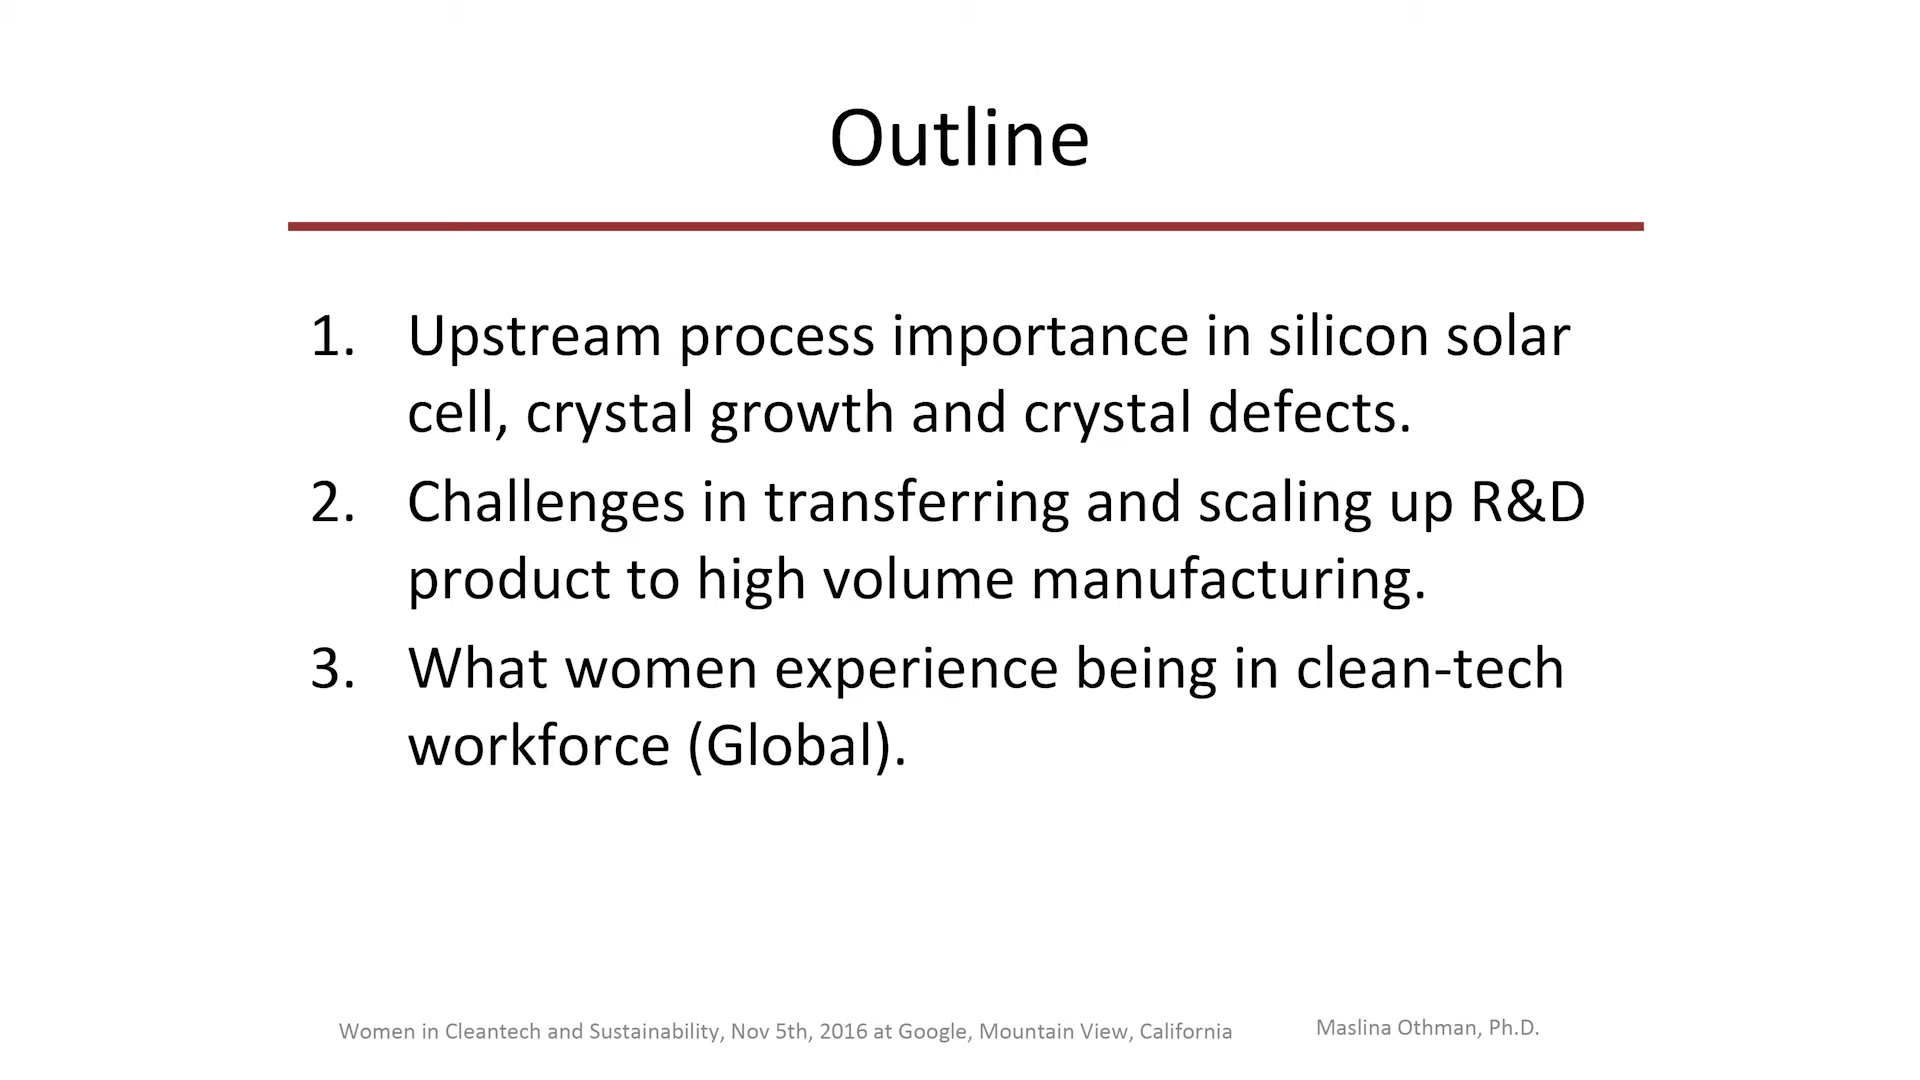 Outline
1. Upstream process importance in silicon solar
cell, crystal growth and crystal defects.
2. Challenges in transferring and scaling up R&D
product to high volume manufacturing.
3. What women experience being in clean-tech
workforce (Global).
Women in Cleantech and Sustainability, Nov 5th, 2016 at Google, Mountain View, California
Maslina Othman, Ph.D.